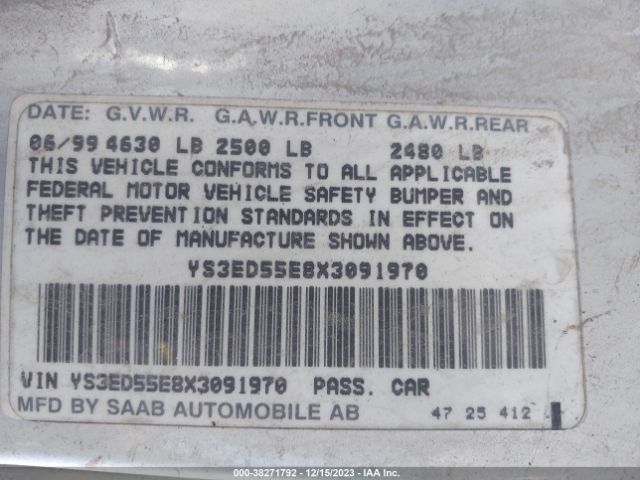 DATE: G.V.W.R. G.A.W.R.FRONT G.A.W.R.REAR
06/99 4630 LB 2500 LB 2480 LB
THIS VEHICLE CONFORMS TO ALL APPLICABLE
FEDERAL MOTOR VEHICLE SAFETY BUMPER AND
THEFT PREVENTION STANDARDS IN EFFECT ON
THE DATE OF MANUFACTURE SHOWN ABOVE.
YS3ED55E8X3091970
VIN YS3ED55E8X3091970 PASS. CAR
MFD BY SAAB AUTOMOBILE AB 47 25 412
000-38271792 - 12/15/2023 - IAA Inc.